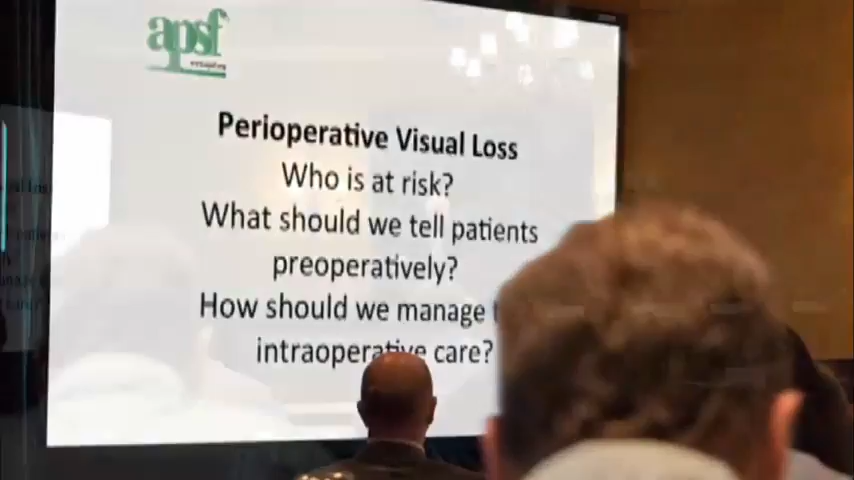 apsf
Perioperative Visual Loss
Who is at risk?
What should we tell patients
preoperatively?
How should we manage
intraoperative care?